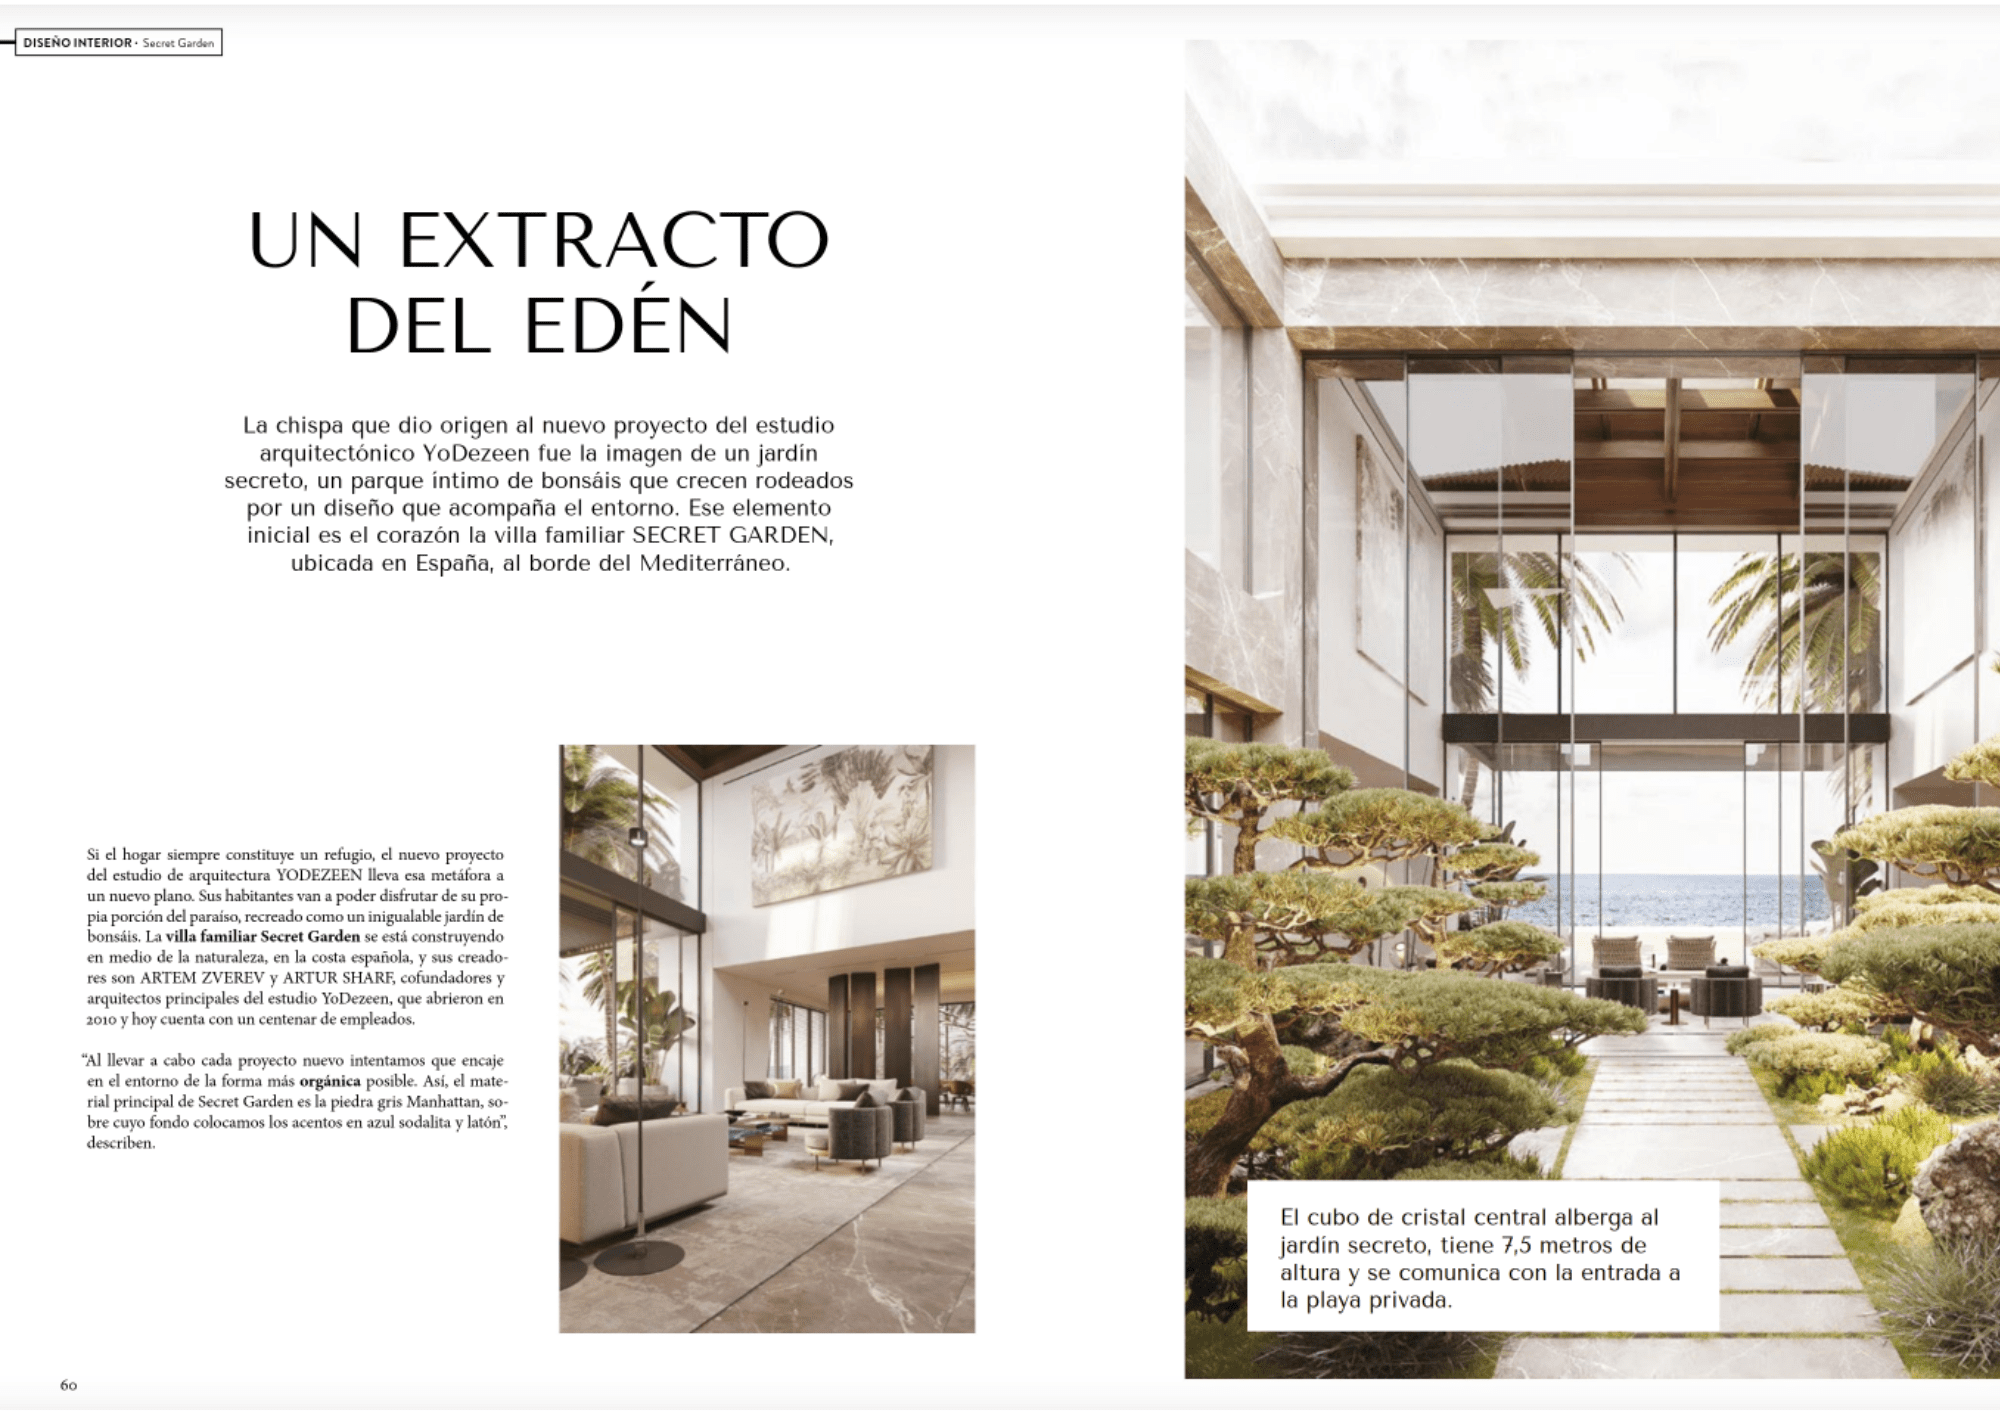 DISEÑO INTERIOR · Secret Garden
UN EXTRACTO
DEL EDÉN
La chispa que dio origen al nuevo proyecto del estudio
arquitectónico YoDezeen fue la imagen de un jardín
secreto, un parque íntimo de bonsáis que crecen rodeados
por un diseño que acompaña el entorno. Ese elemento
inicial es el corazón la villa familiar SECRET GARDEN,
ubicada en España, al borde del Mediterráneo.
Si el hogar siempre constituye un refugio, el nuevo proyecto
del estudio de arquitectura YODEZEEN lleva esa metáfora a
un nuevo plano. Sus habitantes van a poder disfrutar de su pro-
pia porción del paraíso, recreado como un inigualable jardín de
bonsáis. La villa familiar Secret Garden se está construyendo
en medio de la naturaleza, en la costa española, y sus creado-
res son ARTEM ZVEREV y ARTUR SHARF, cofundadores y
arquitectos principales del estudio YoDezeen, que abrieron en
2010 y hoy cuenta con un centenar de empleados.
“Al llevar a cabo cada proyecto nuevo intentamos que encaje
en el entorno de la forma más orgánica posible. Así, el mate-
rial principal de Secret Garden es la piedra gris Manhattan, so-
bre cuyo fondo colocamos los acentos en azul sodalita y latón”,
describen.
El cubo de cristal central alberga al
jardín secreto, tiene 7,5 metros de
altura y se comunica con la entrada a
la playa privada.
60